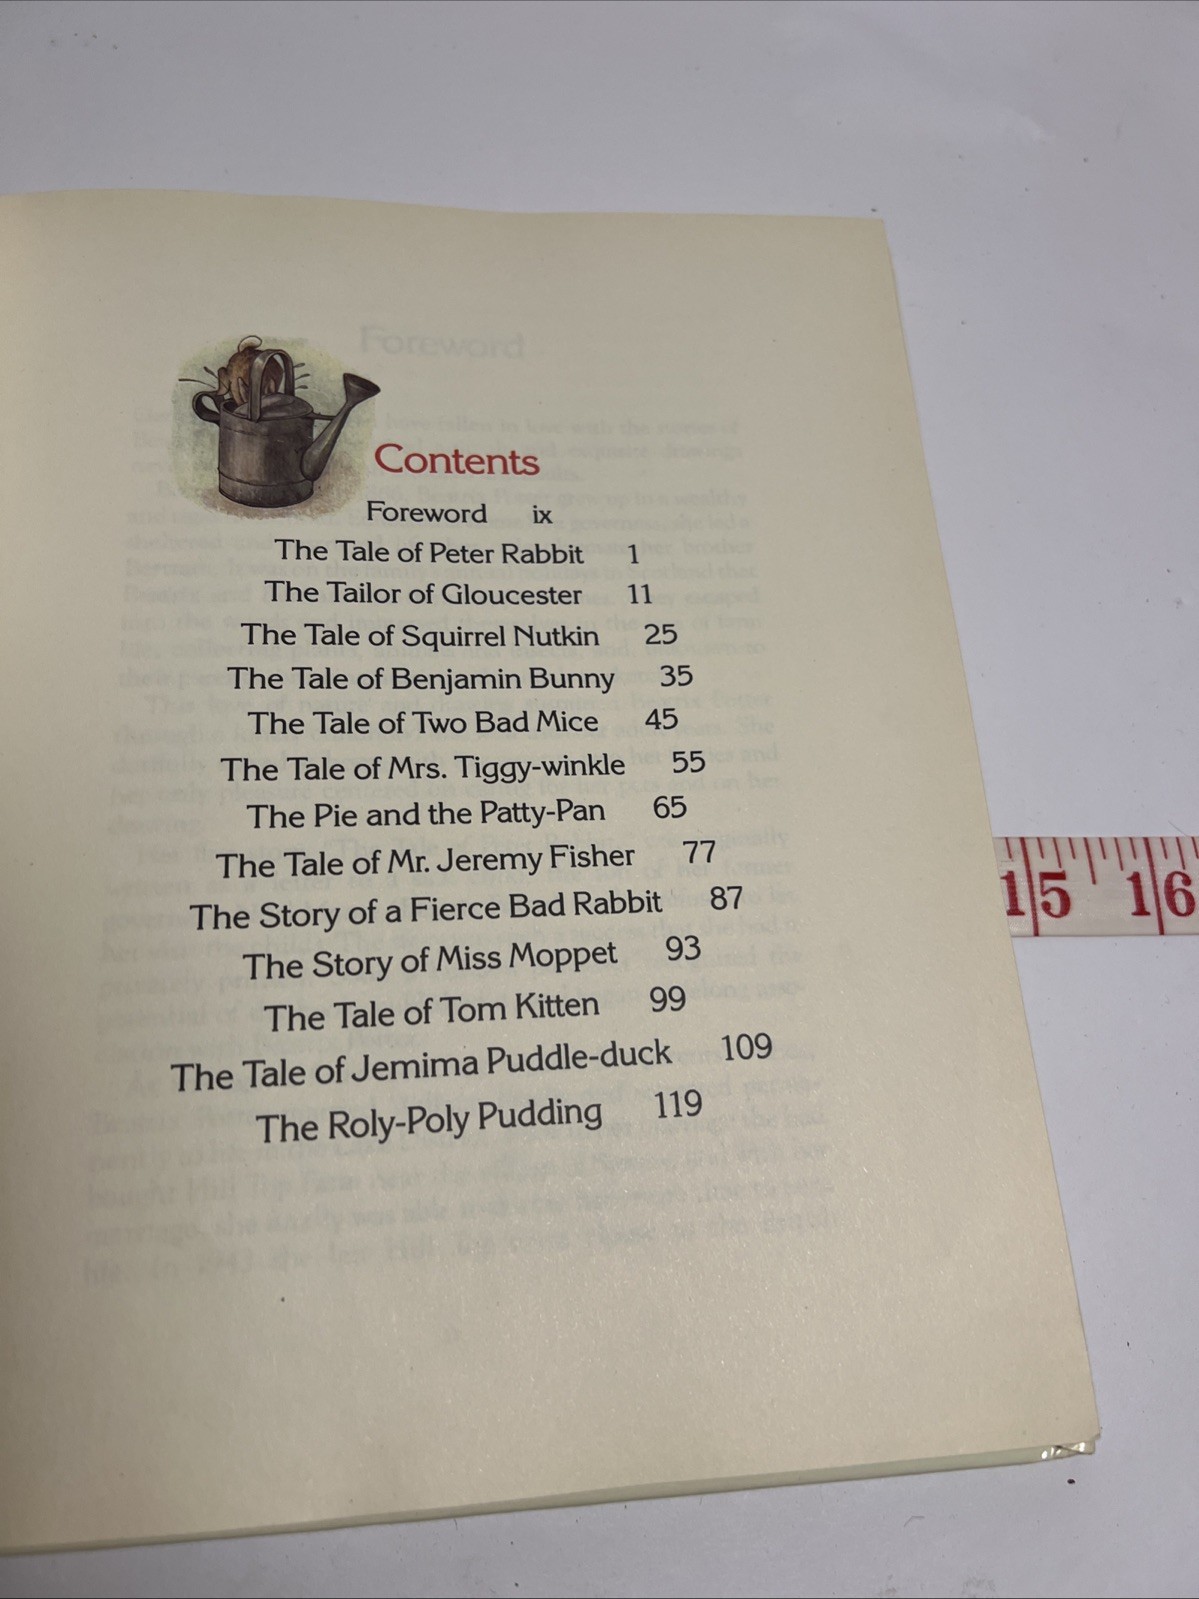 Foreword
Contents
Foreword ix
The Tale of Peter Rabbit 1
The Tailor of Gloucester 11
The Tale of Squirrel Nutkin 25
The Tale of Benjamin Bunny 35
The Tale of Two Bad Mice 45
The Tale of Mrs. Tiggy-winkle 55
The Pie and the Patty-Pan 65
The Tale of Mr. Jeremy Fisher 77
The Story of a Fierce Bad Rabbit 87
The Story of Miss Moppet 93
The Tale of Tom Kitten 99
The Tale of Jemima Puddle-duck 109
The Roly-Poly Pudding 119
15 16